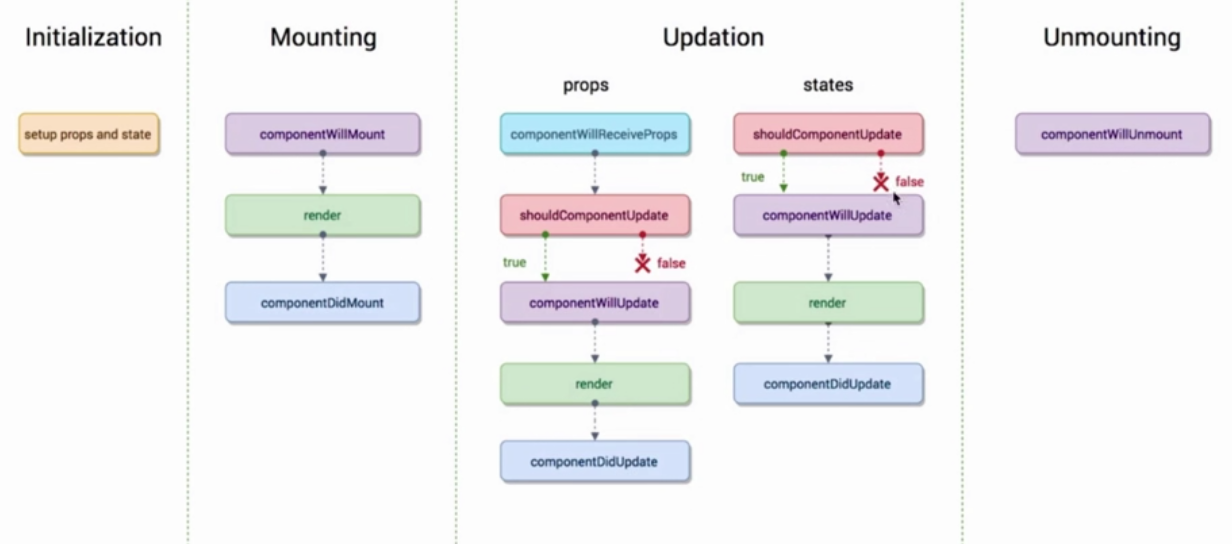 Initialization
setup props and state
Mounting
componentWillMount
render
componentDidMount
Updation
props
componentWillReceiveProps
shouldComponentUpdate
true
false
componentWillUpdate
render
componentDidUpdate
states
shouldComponentUpdate
true
false
componentWillUpdate
render
componentDidUpdate
Unmounting
componentWillUnmount